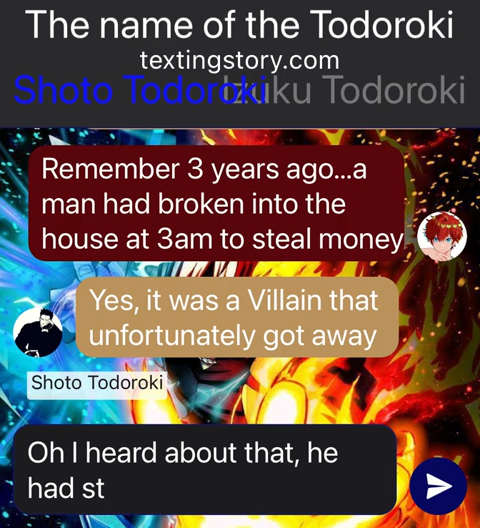 The name of the Todoroki
textingstory.com
Shoto Todoroki Izuku Todoroki
Remember 3 years ago...a
man had broken into the
house at 3am to steal money
Yes, it was a Villain that
unfortunately got away
Shoto Todoroki
Oh I heard about that, he
had st